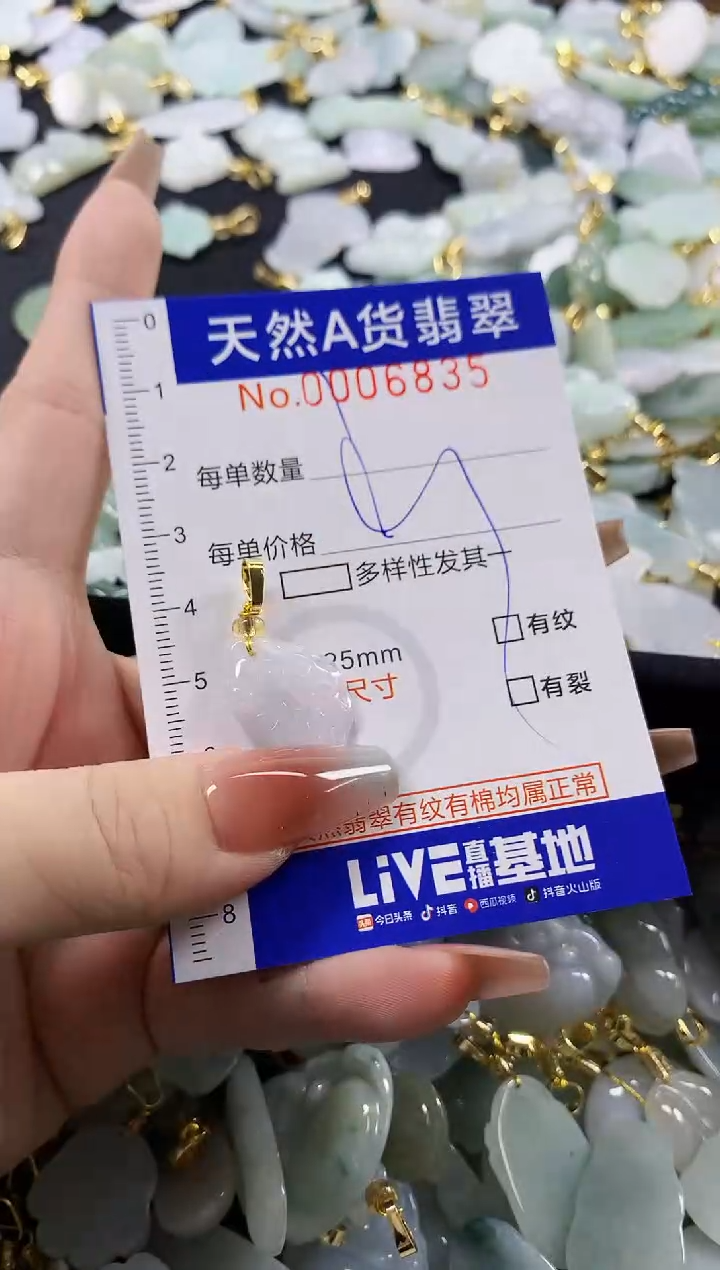 天然A货翡翠
No.0006835
每单数量
每单价格
多样性发其一
有纹
25mm
尺寸
有裂
翡翠有纹有棉均属正常
LiVE直播基地
头条 今日头条 抖音 西瓜视频 抖音火山版
0
1
2
3
4
5
8